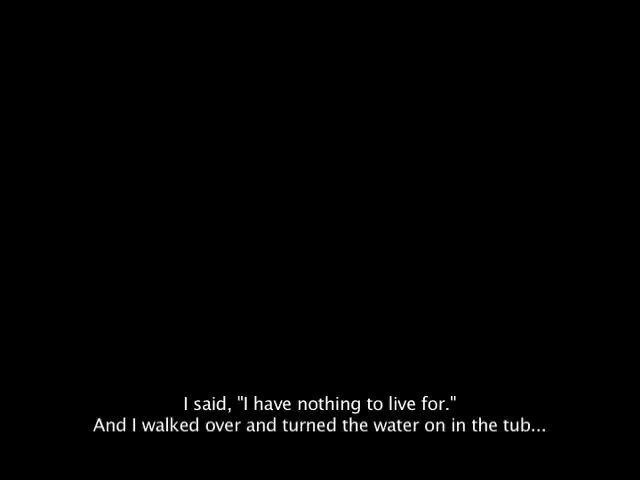 I said, "I have nothing to live for."
And I walked over and turned the water on in the tub...